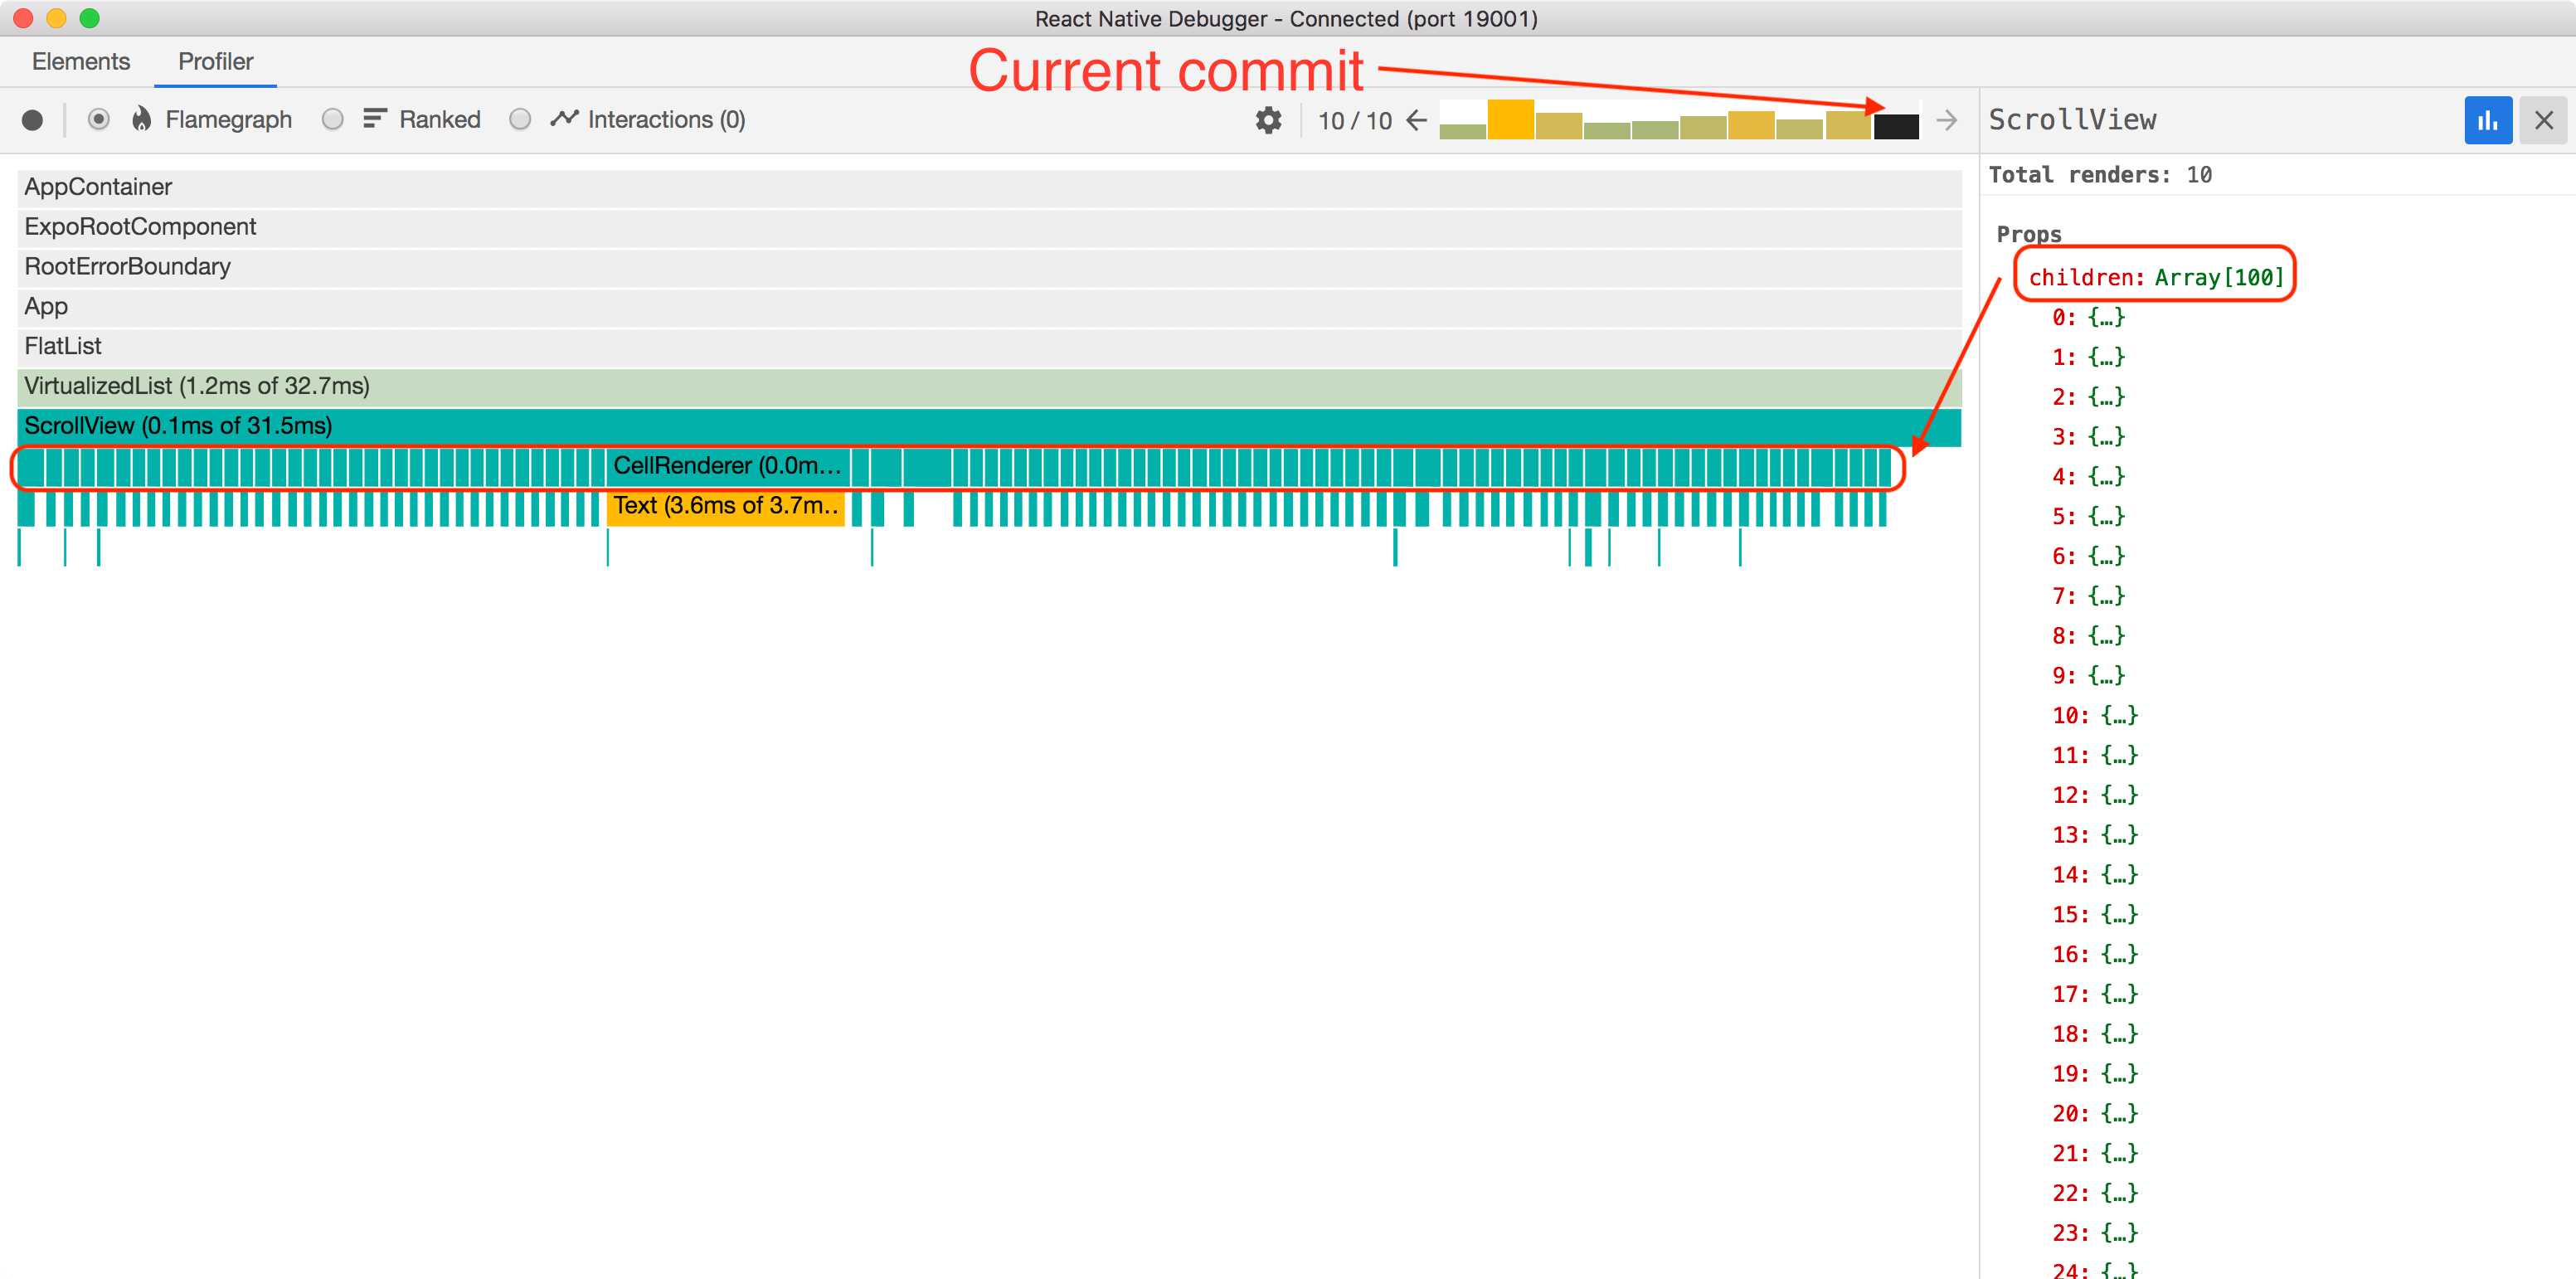 React Native Debugger - Connected (port 19001)
Elements
Profiler
Current commit
Flamegraph
Ranked
Interactions (0)
10 / 10
ScrollView
Total renders: 10
AppContainer
ExpoRootComponent
RootErrorBoundary
App
FlatList
VirtualizedList (1.2ms of 32.7ms)
ScrollView (0.1ms of 31.5ms)
CellRenderer (0.0m…
Text (3.6ms of 3.7m…
Props
children: Array[100]
0: {…}
1: {…}
2: {…}
3: {…}
4: {…}
5: {…}
6: {…}
7: {…}
8: {…}
9: {…}
10: {…}
11: {…}
12: {…}
13: {…}
14: {…}
15: {…}
16: {…}
17: {…}
18: {…}
19: {…}
20: {…}
21: {…}
22: {…}
23: {…}
24: {…}